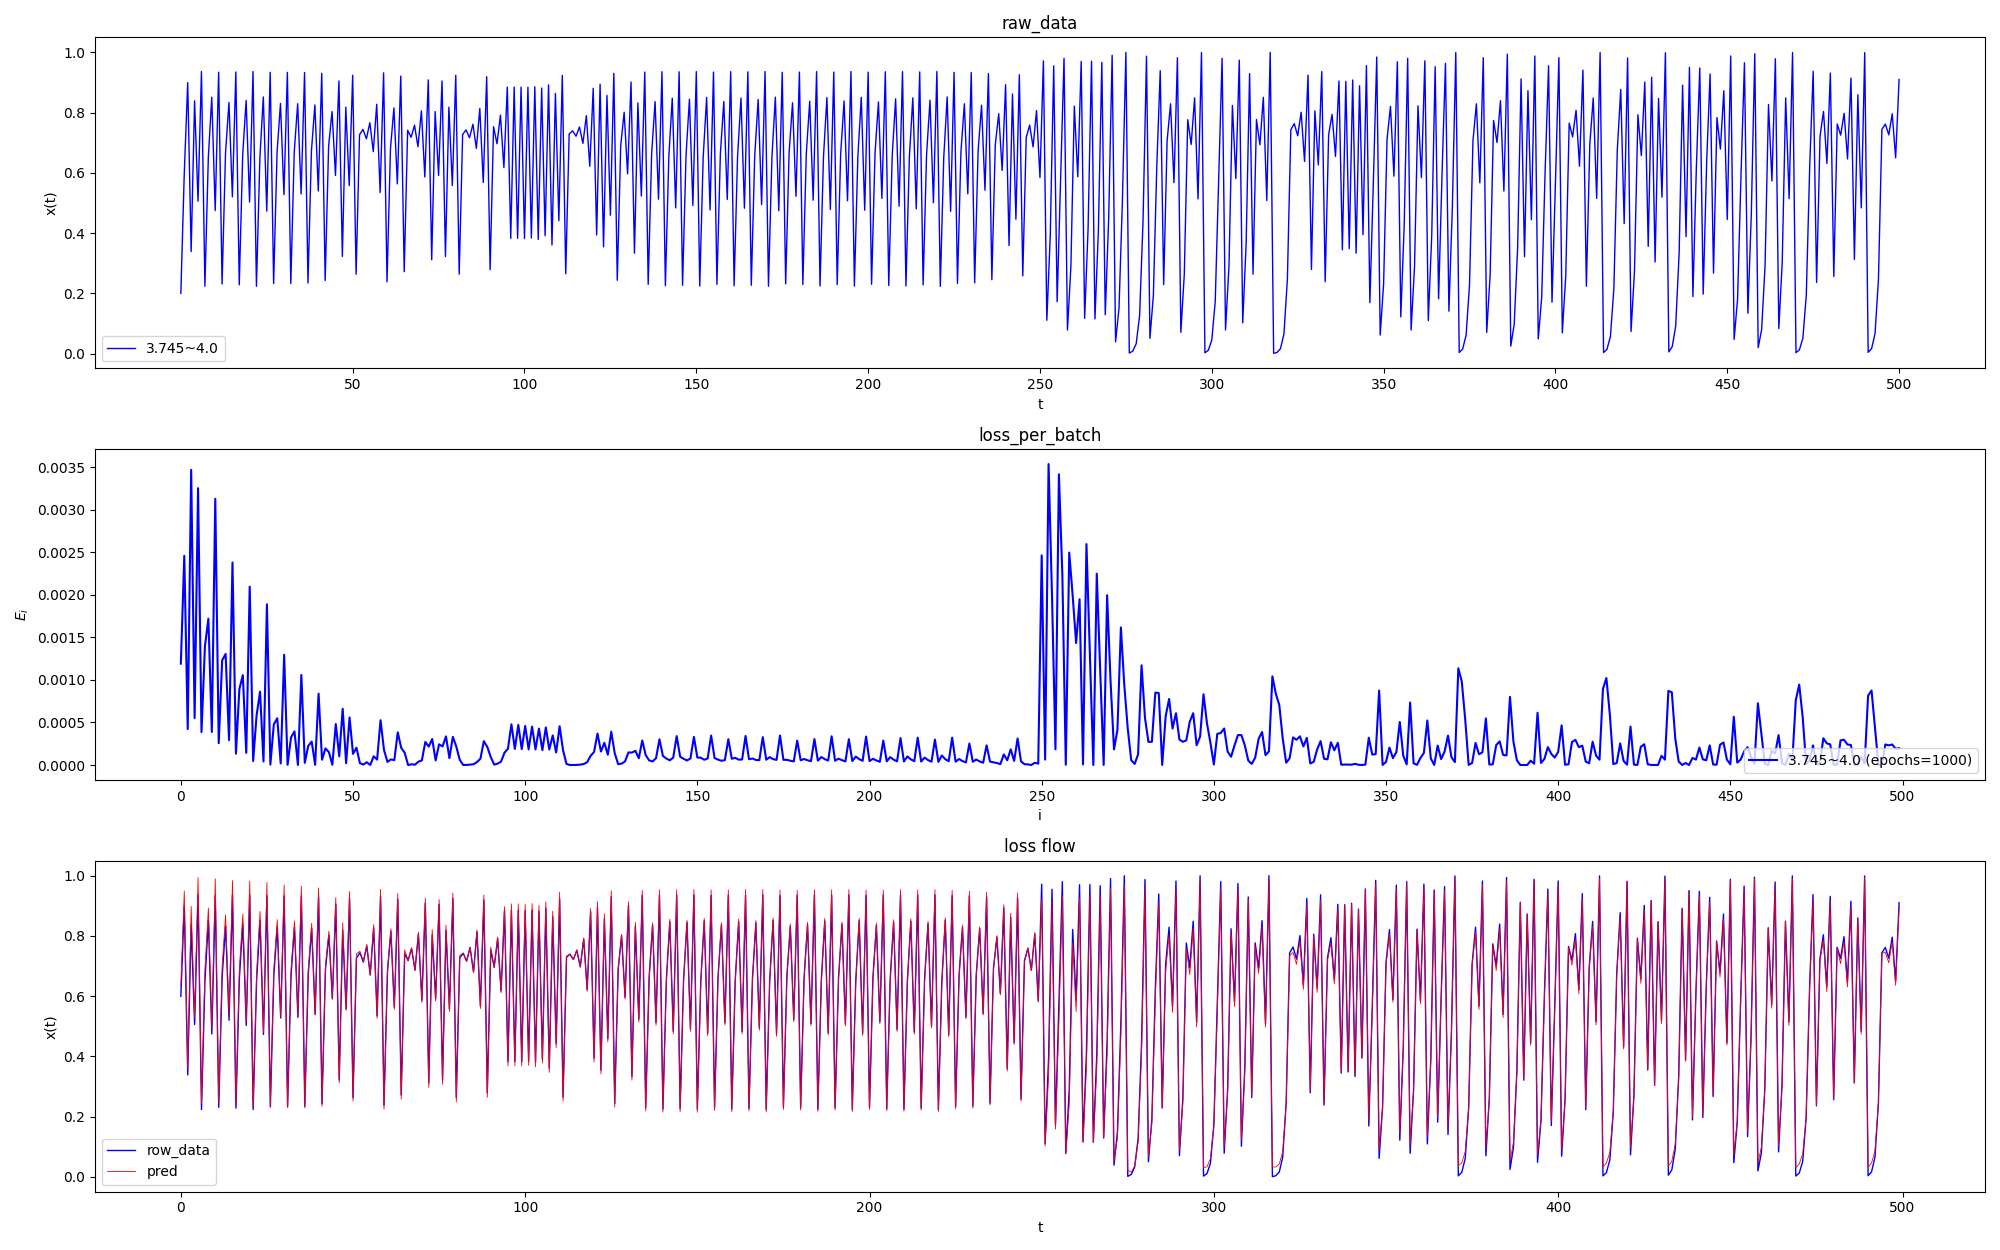 raw_data
1.0
0.8
0.6
0.4
0.2
0.0
x(t)
3.745~4.0
50 100 150 200 250 300 350 400 450 500
t
loss_per_batch
0.0035
0.0030
0.0025
0.0020
0.0015
0.0010
0.0005
0.0000
E_i
3.745~4.0 (epochs=1000)
0 50 100 150 200 250 300 350 400 450 500
i
loss flow
1.0
0.8
0.6
0.4
0.2
0.0
x(t)
row_data
pred
0 100 200 300 400 500
t